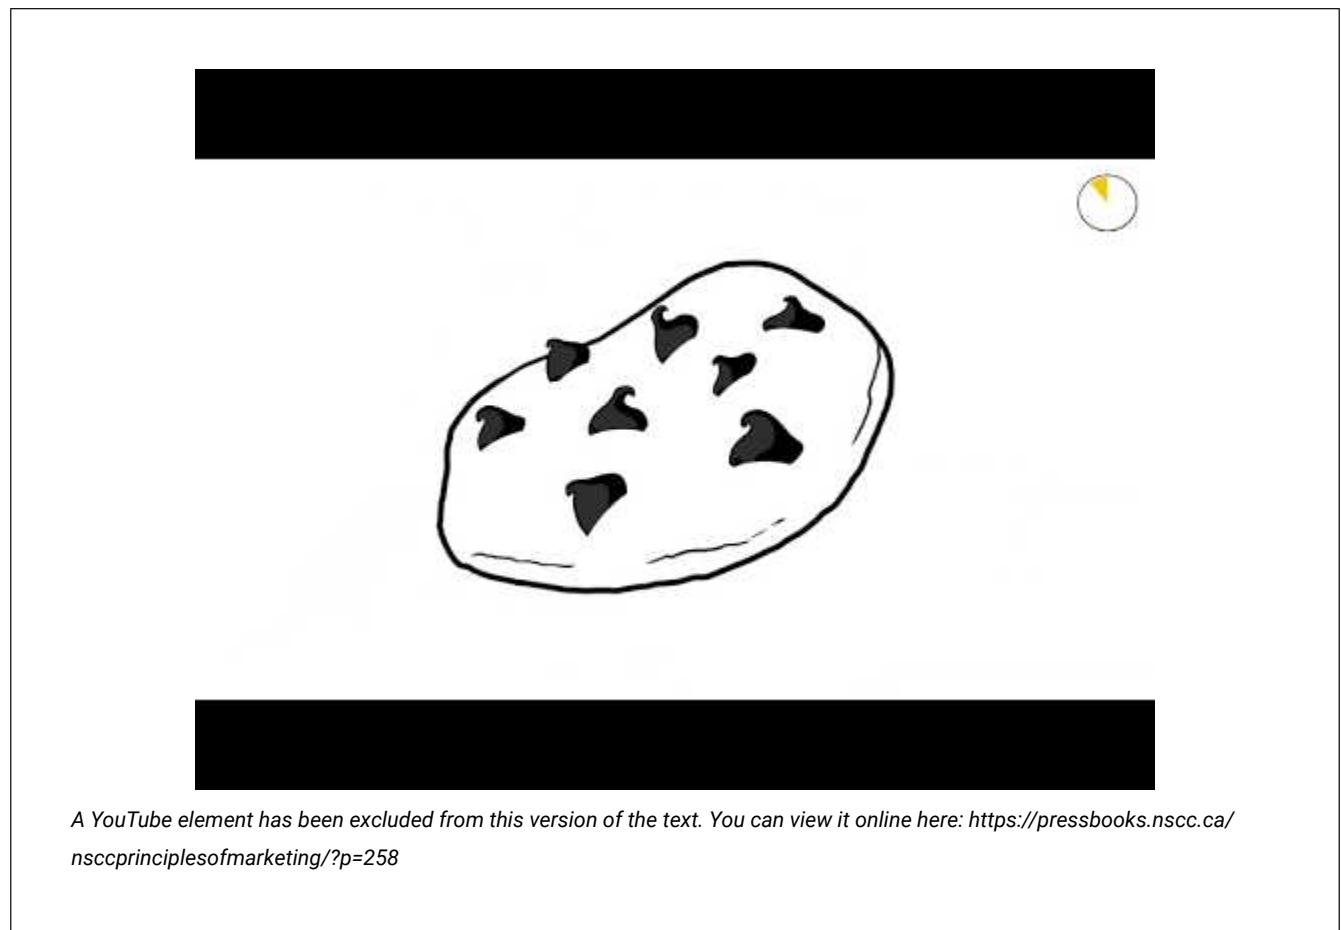 A YouTube element has been excluded from this version of the text. You can view it online here: https://pressbooks.nscc.ca/
nsccprinciplesofmarketing/?p=258